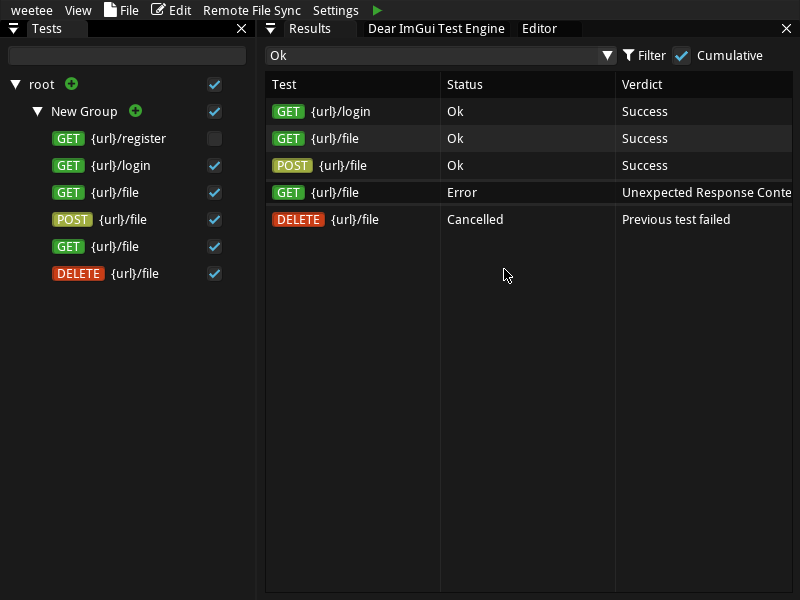 weetee View File Edit Remote File Sync Settings
Tests
root
New Group
GET {url}/register
GET {url}/login
GET {url}/file
POST {url}/file
GET {url}/file
DELETE {url}/file
Results Dear ImGui Test Engine Editor
Ok Filter Cumulative
Test Status Verdict
GET {url}/login Ok Success
GET {url}/file Ok Success
POST {url}/file Ok Success
GET {url}/file Error Unexpected Response Conte
DELETE {url}/file Cancelled Previous test failed